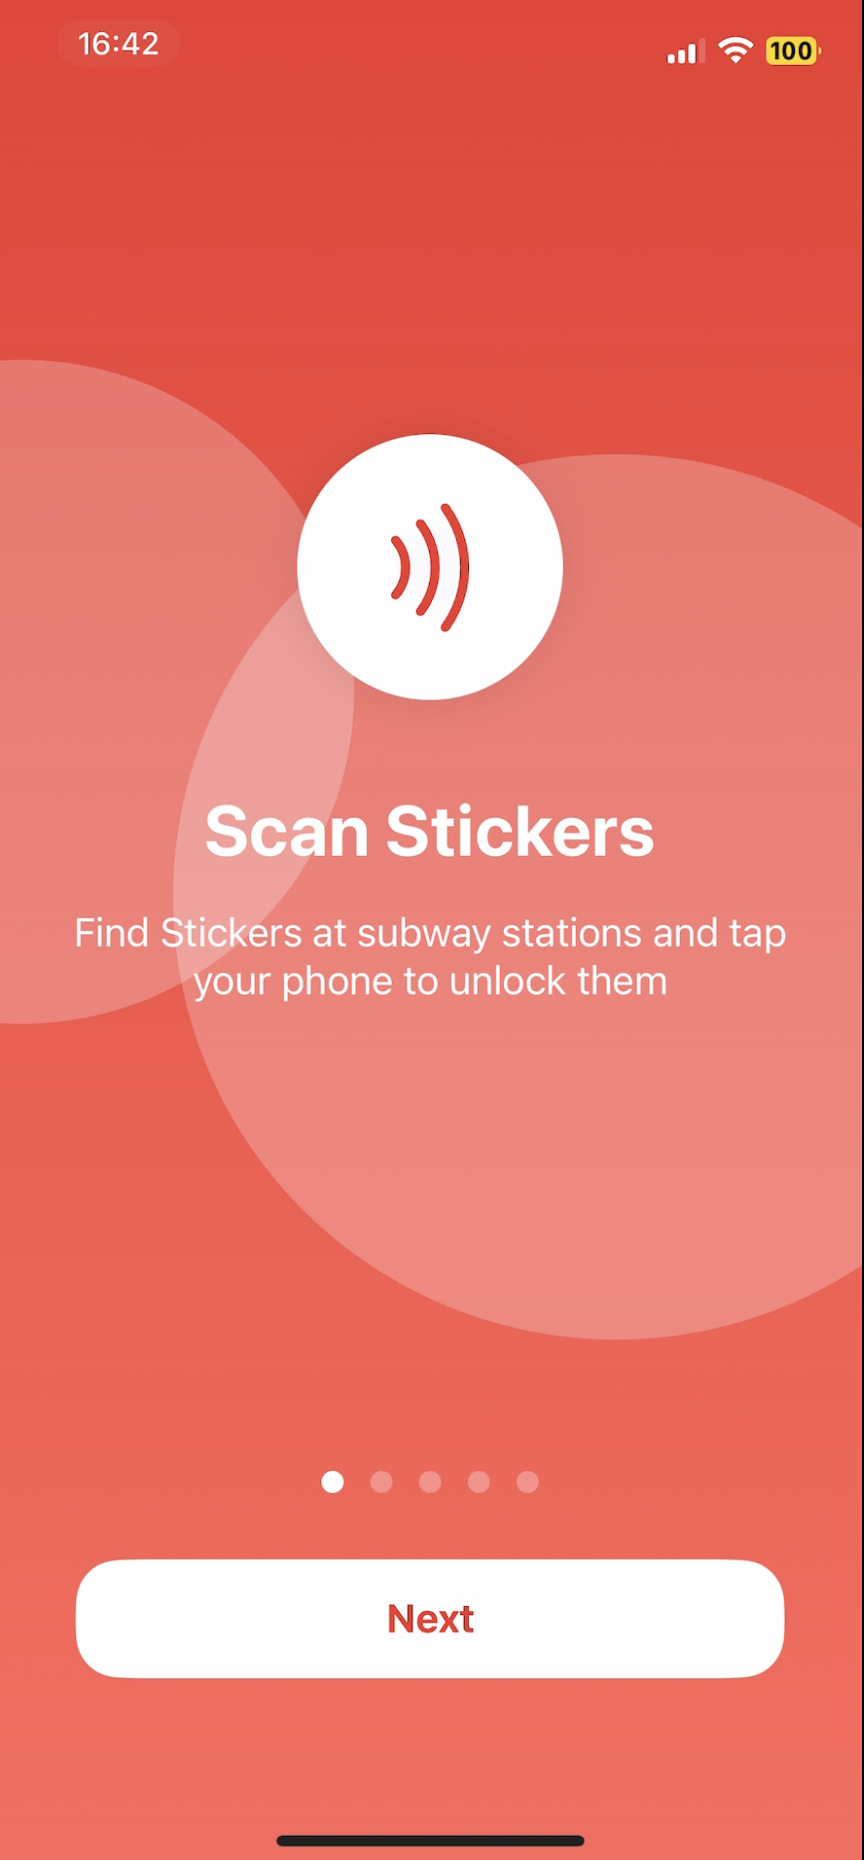 16:42
100
Scan Stickers
Find Stickers at subway stations and tap
your phone to unlock them
Next